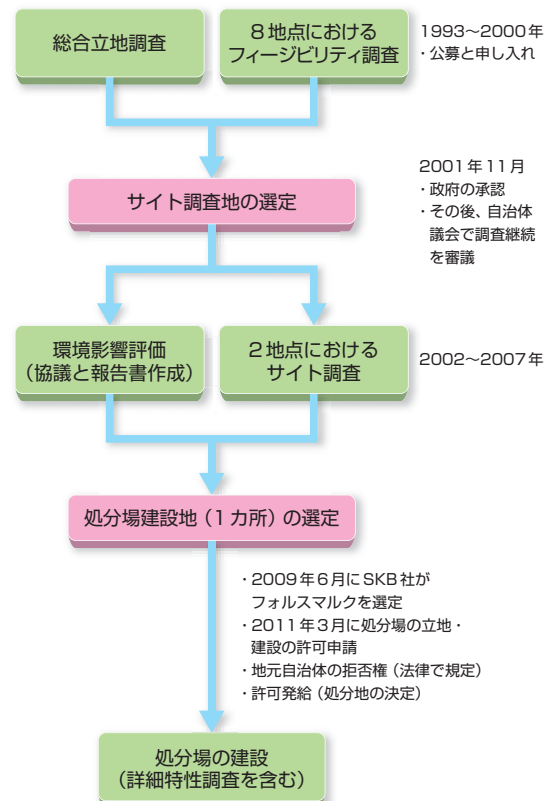 総合立地調査
8地点における
フィージビリティ調査
1993～2000年
・公募と申し入れ
サイト調査地の選定
2001年11月
・政府の承認
・その後、自治体
議会で調査継続
を審議
環境影響評価
（協議と報告書作成）
2地点における
サイト調査
2002～2007年
処分場建設地（1カ所）の選定
・2009年6月にSKB社が
フォルスマルクを選定
・2011年3月に処分場の立地・
建設の許可申請
・地元自治体の拒否権（法律で規定）
・許可発給（処分地の決定）
処分場の建設
（詳細特性調査を含む）